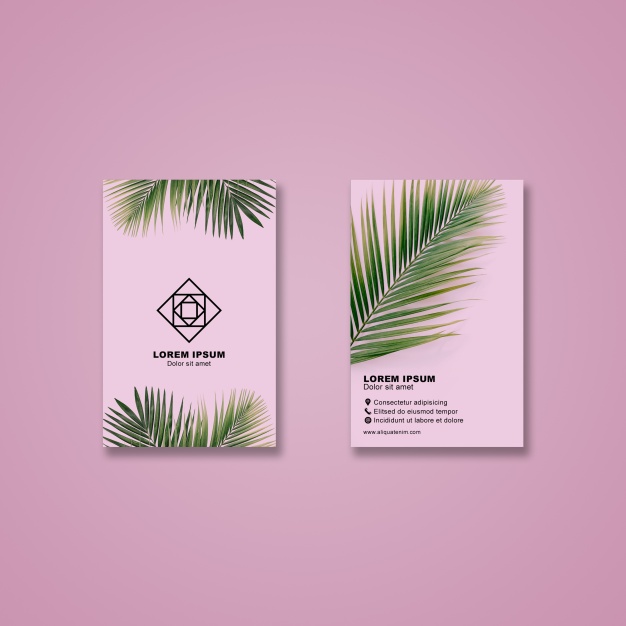 LOREM IPSUM
Dolor sit amet
LOREM IPSUM
Dolor sit amet
Consectetur adipisicing
Elitsed do eiusmod tempor
Incididunt ut labore et dolore
www.aliquatenim.com